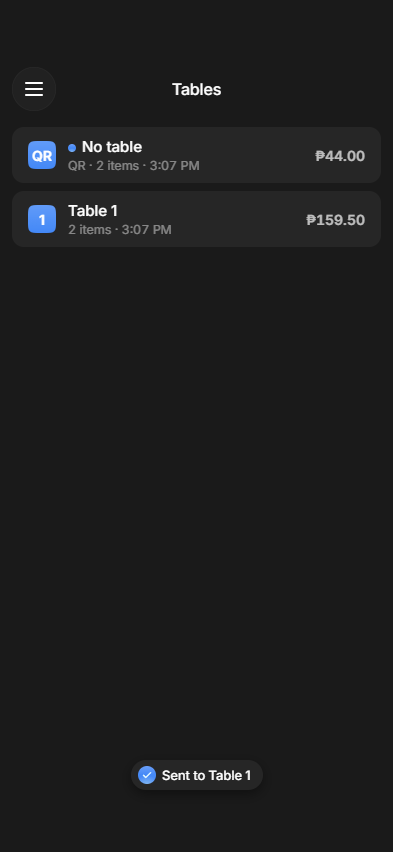 Tables
QR
No table
QR · 2 items · 3:07 PM
₱44.00
1
Table 1
2 items · 3:07 PM
₱159.50
Sent to Table 1